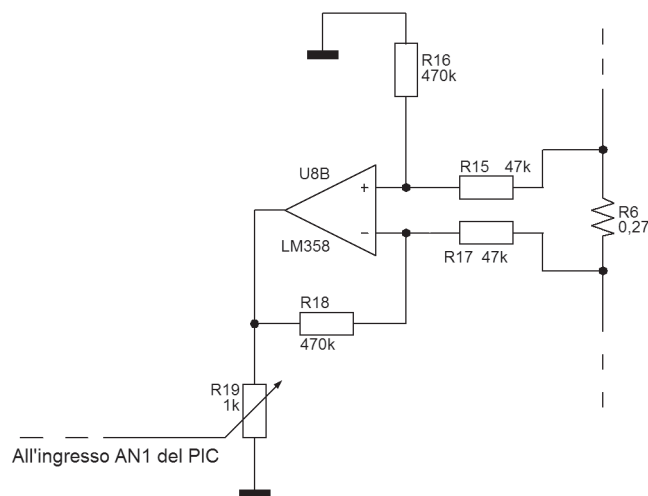 R16
470k
U8B
R15 47k
+
R6
0,27
−
LM358
R17 47k
R18
470k
R19
1k
All'ingresso AN1 del PIC